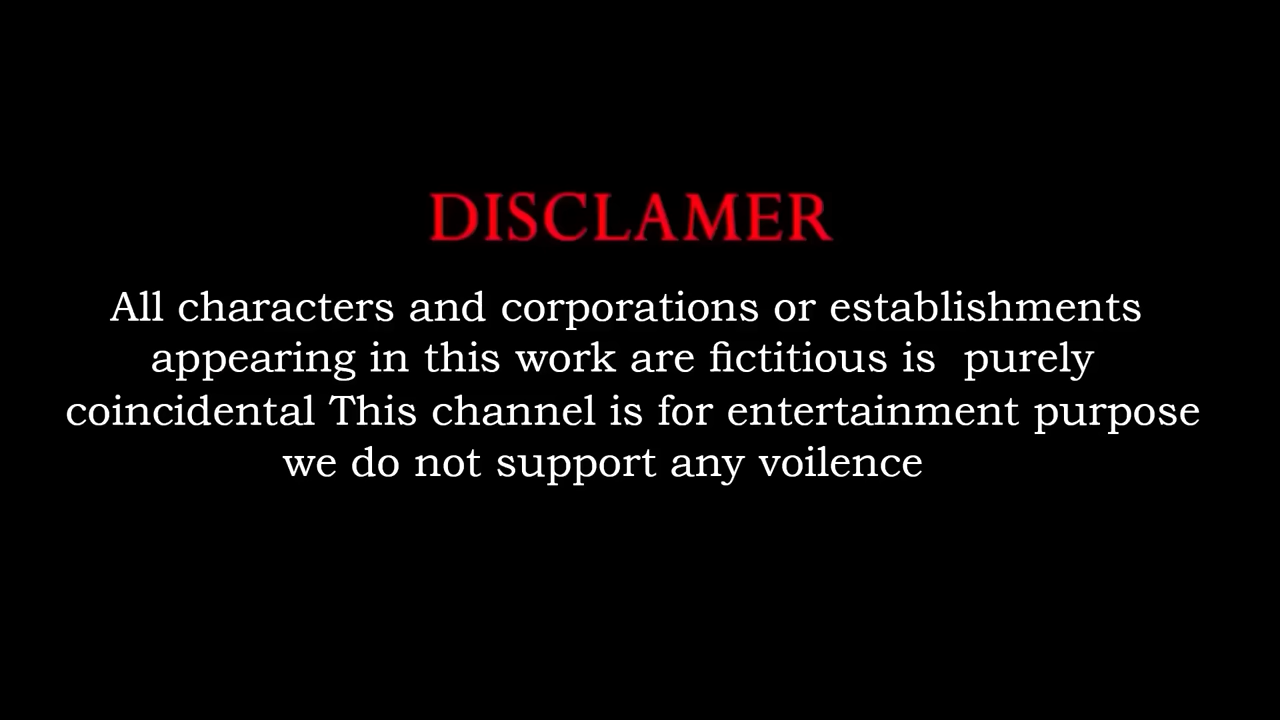 DISCLAMER
All characters and corporations or establishments
appearing in this work are fictitious is  purely
coincidental This channel is for entertainment purpose
we do not support any voilence